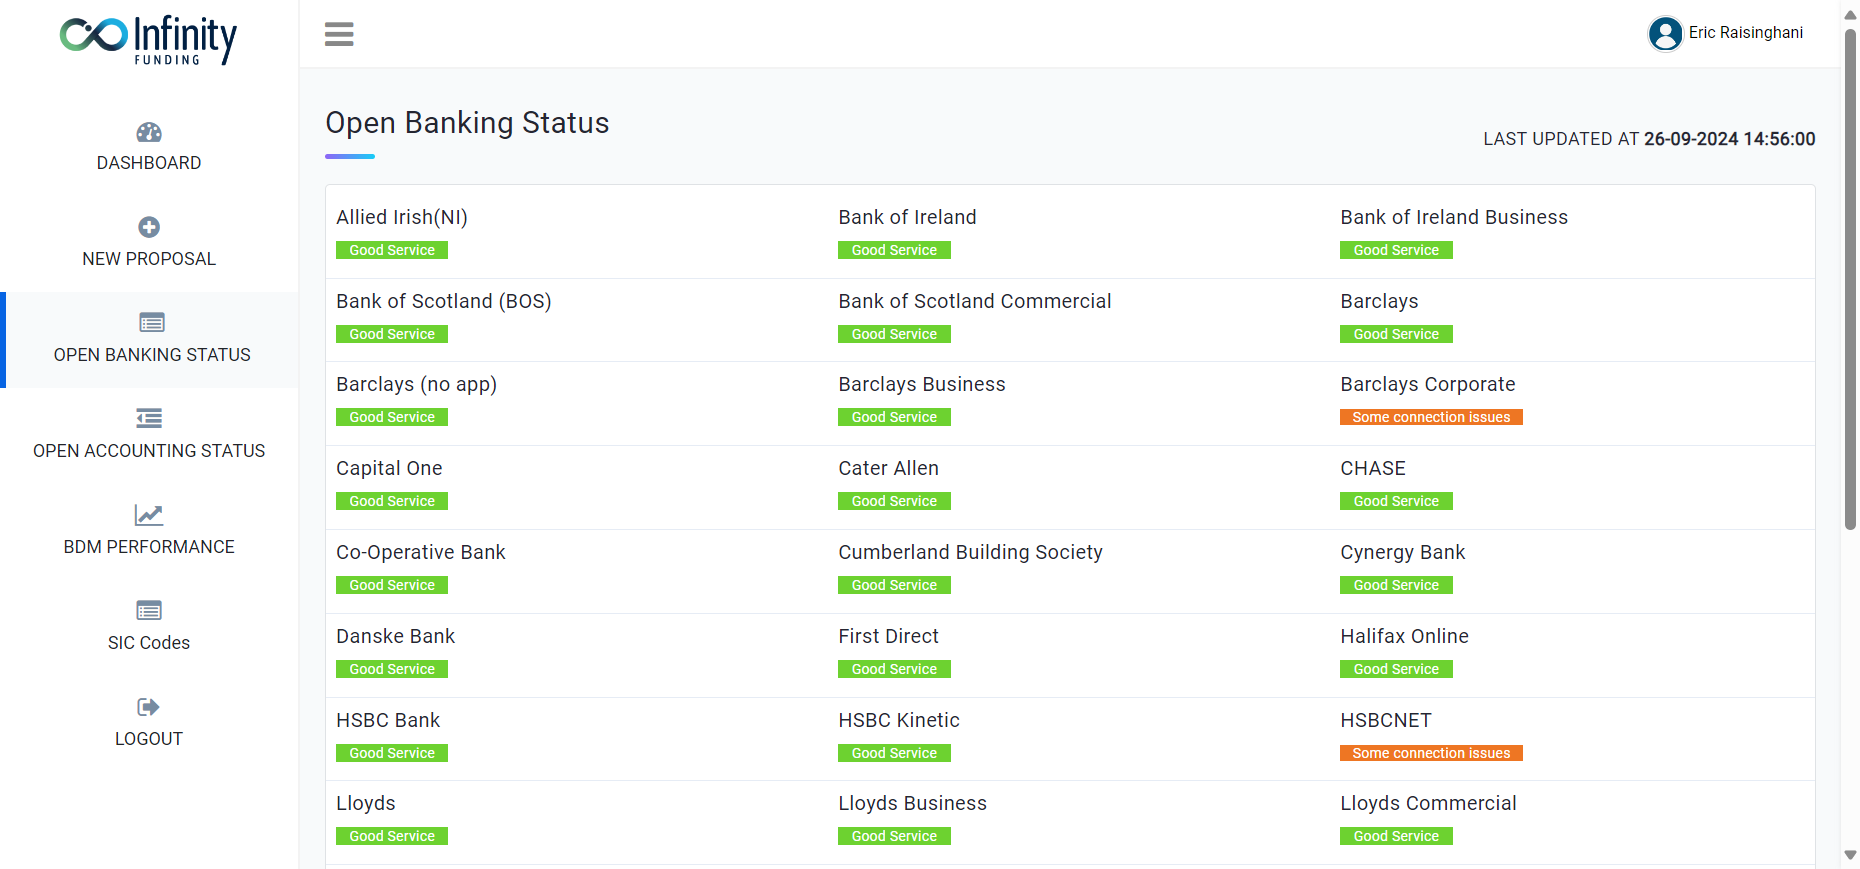 Infinity
FUNDING
Eric Raisinghani
DASHBOARD
NEW PROPOSAL
OPEN BANKING STATUS
OPEN ACCOUNTING STATUS
BDM PERFORMANCE
SIC Codes
LOGOUT
Open Banking Status
LAST UPDATED AT 26-09-2024 14:56:00
Allied Irish(NI) Bank of Ireland Bank of Ireland Business
Good Service Good Service Good Service
Bank of Scotland (BOS) Bank of Scotland Commercial Barclays
Good Service Good Service Good Service
Barclays (no app) Barclays Business Barclays Corporate
Good Service Good Service Some connection issues
Capital One Cater Allen CHASE
Good Service Good Service Good Service
Co-Operative Bank Cumberland Building Society Cynergy Bank
Good Service Good Service Good Service
Danske Bank First Direct Halifax Online
Good Service Good Service Good Service
HSBC Bank HSBC Kinetic HSBCNET
Good Service Good Service Some connection issues
Lloyds Lloyds Business Lloyds Commercial
Good Service Good Service Good Service